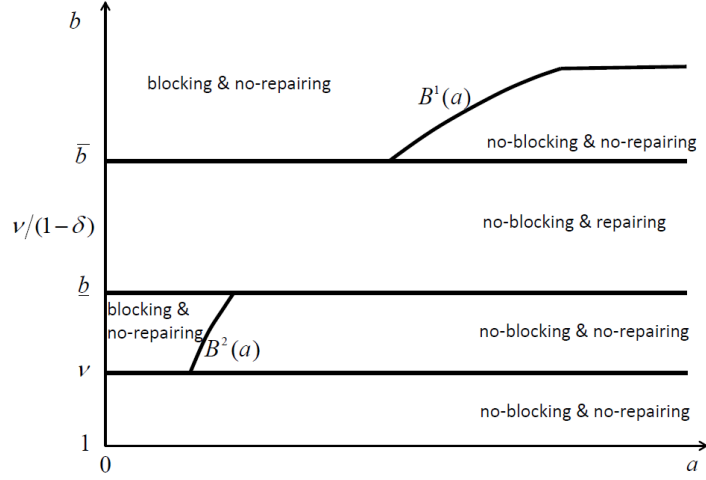 b
blocking & no-repairing
B¹(a)
no-blocking & no-repairing
b̅
ν/(1−δ)
no-blocking & repairing
b̲
blocking &
no-repairing
B²(a)
no-blocking & no-repairing
ν
no-blocking & no-repairing
1
0
a